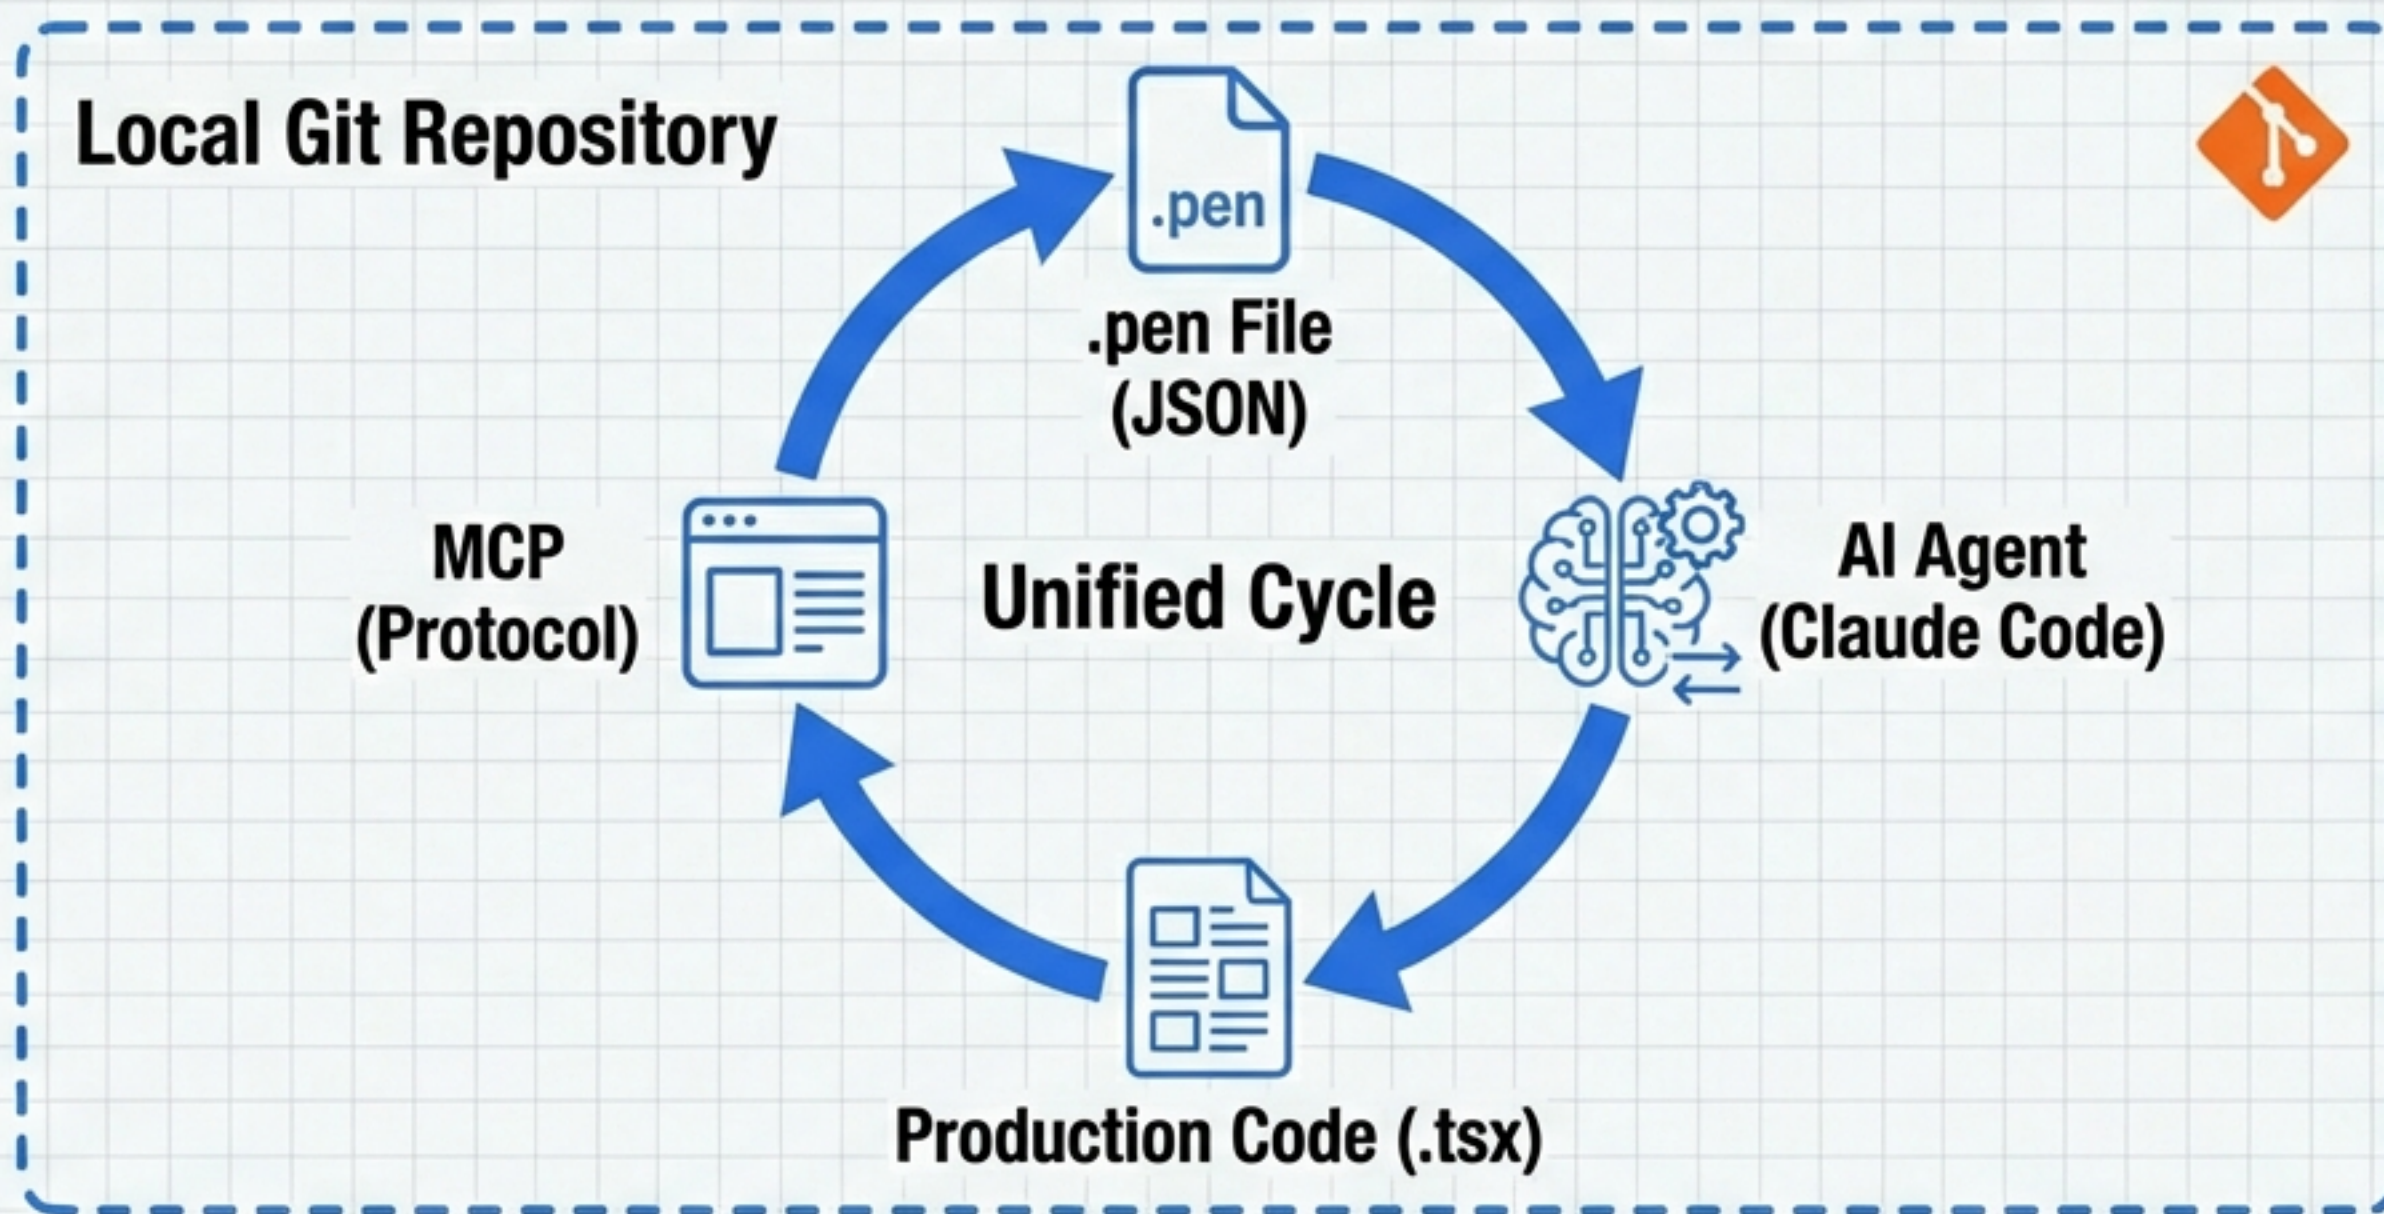 Local Git Repository
.pen
.pen File
(JSON)
MCP
(Protocol)
Unified Cycle
AI Agent
(Claude Code)
Production Code (.tsx)